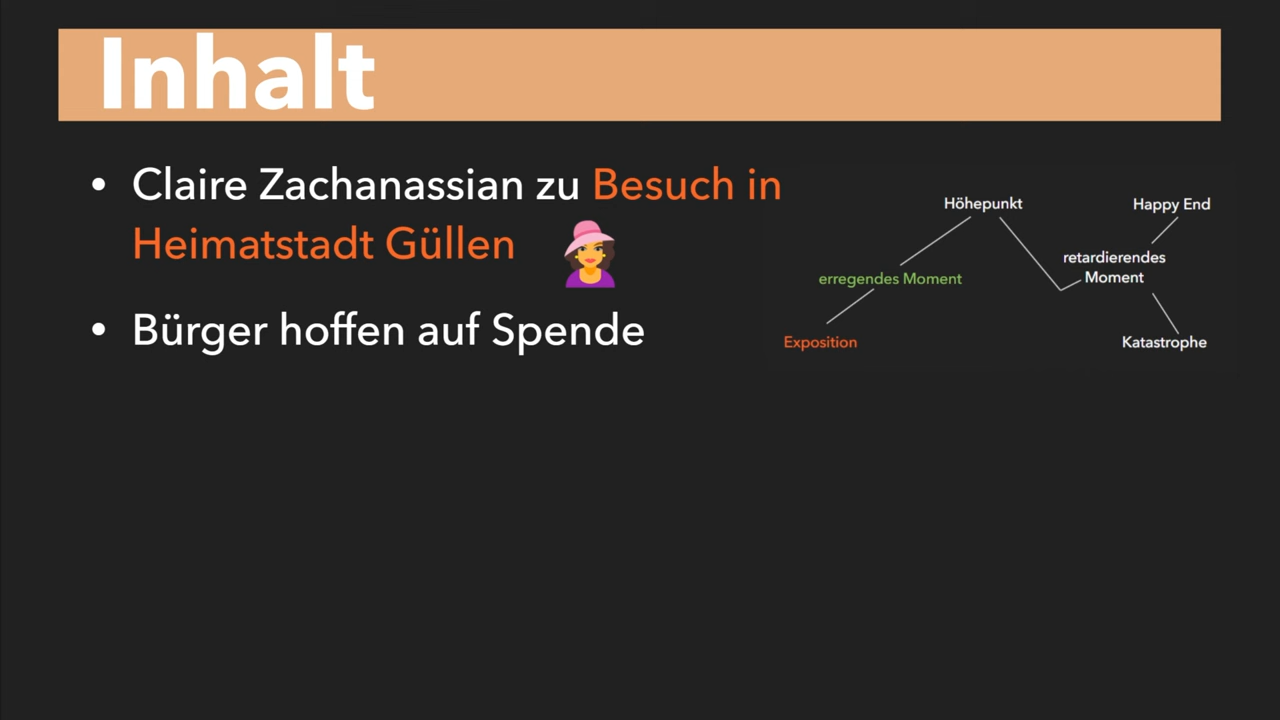 Inhalt
• Claire Zachanassian zu Besuch in
Heimatstadt Güllen
• Bürger hoffen auf Spende
Höhepunkt
Happy End
retardierendes
Moment
erregendes Moment
Exposition
Katastrophe